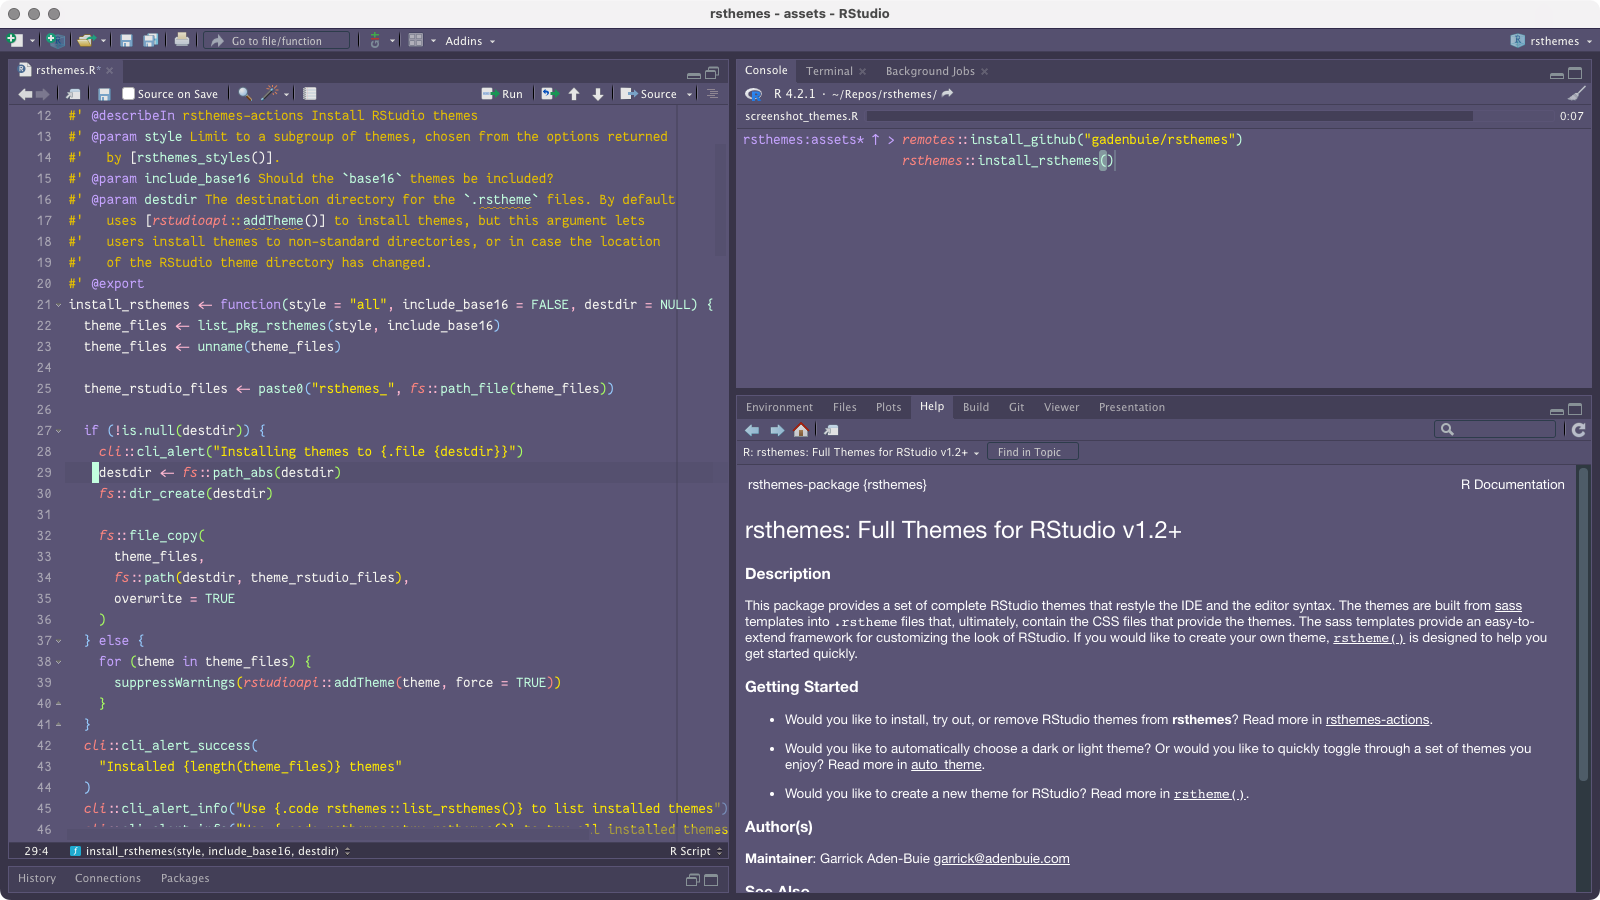 rsthemes - assets - RStudio
Go to file/function
Addins
rsthemes
rsthemes.R*
Source on Save
Run
Source
12 #' @describeIn rsthemes-actions Install RStudio themes
13 #' @param style Limit to a subgroup of themes, chosen from the options returned
14 #'   by [rsthemes_styles()].
15 #' @param include_base16 Should the `base16` themes be included?
16 #' @param destdir The destination directory for the `.rstheme` files. By default
17 #'   uses [rstudioapi::addTheme()] to install themes, but this argument lets
18 #'   users install themes to non-standard directories, or in case the location
19 #'   of the RStudio theme directory has changed.
20 #' @export
21 install_rsthemes <- function(style = "all", include_base16 = FALSE, destdir = NULL) {
22   theme_files <- list_pkg_rsthemes(style, include_base16)
23   theme_files <- unname(theme_files)
24
25   theme_rstudio_files <- paste0("rsthemes_", fs::path_file(theme_files))
26
27   if (!is.null(destdir)) {
28     cli::cli_alert("Installing themes to {.file {destdir}}")
29     destdir <- fs::path_abs(destdir)
30     fs::dir_create(destdir)
31
32     fs::file_copy(
33       theme_files,
34       fs::path(destdir, theme_rstudio_files),
35       overwrite = TRUE
36     )
37   } else {
38     for (theme in theme_files) {
39       suppressWarnings(rstudioapi::addTheme(theme, force = TRUE))
40     }
41   }
42   cli::cli_alert_success(
43     "Installed {length(theme_files)} themes"
44   )
45   cli::cli_alert_info("Use {.code rsthemes::list_rsthemes()} to list installed themes")
46
29:4 install_rsthemes(style, include_base16, destdir) R Script
History Connections Packages
Console Terminal Background Jobs
R 4.2.1 · ~/Repos/rsthemes/
screenshot_themes.R 0:07
rsthemes:assets* ↑ > remotes::install_github("gadenbuie/rsthemes")
rsthemes::install_rsthemes()
Environment Files Plots Help Build Git Viewer Presentation
R: rsthemes: Full Themes for RStudio v1.2+ Find in Topic
rsthemes-package {rsthemes} R Documentation
rsthemes: Full Themes for RStudio v1.2+
Description
This package provides a set of complete RStudio themes that restyle the IDE and the editor syntax. The themes are built from sass
templates into .rstheme files that, ultimately, contain the CSS files that provide the themes. The sass templates provide an easy-to-
extend framework for customizing the look of RStudio. If you would like to create your own theme, rstheme() is designed to help you
get started quickly.
Getting Started
• Would you like to install, try out, or remove RStudio themes from rsthemes? Read more in rsthemes-actions.
• Would you like to automatically choose a dark or light theme? Or would you like to quickly toggle through a set of themes you
enjoy? Read more in auto_theme.
• Would you like to create a new theme for RStudio? Read more in rstheme().
Author(s)
Maintainer: Garrick Aden-Buie garrick@adenbuie.com
See Also